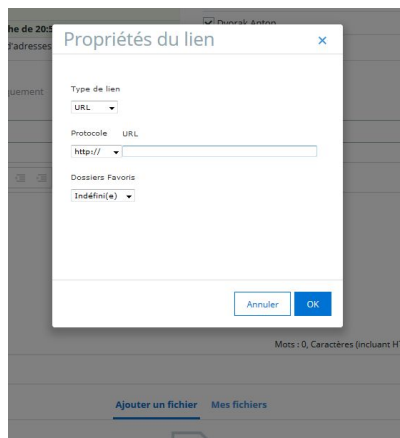 he de 20:5
Dvorak Anton
d'adresses
Propriétés du lien
×
quement
Type de lien
URL
Protocole URL
http://
Dossiers Favoris
Indéfini(e)
Annuler OK
Mots : 0, Caractères (incluant H
Ajouter un fichier Mes fichiers